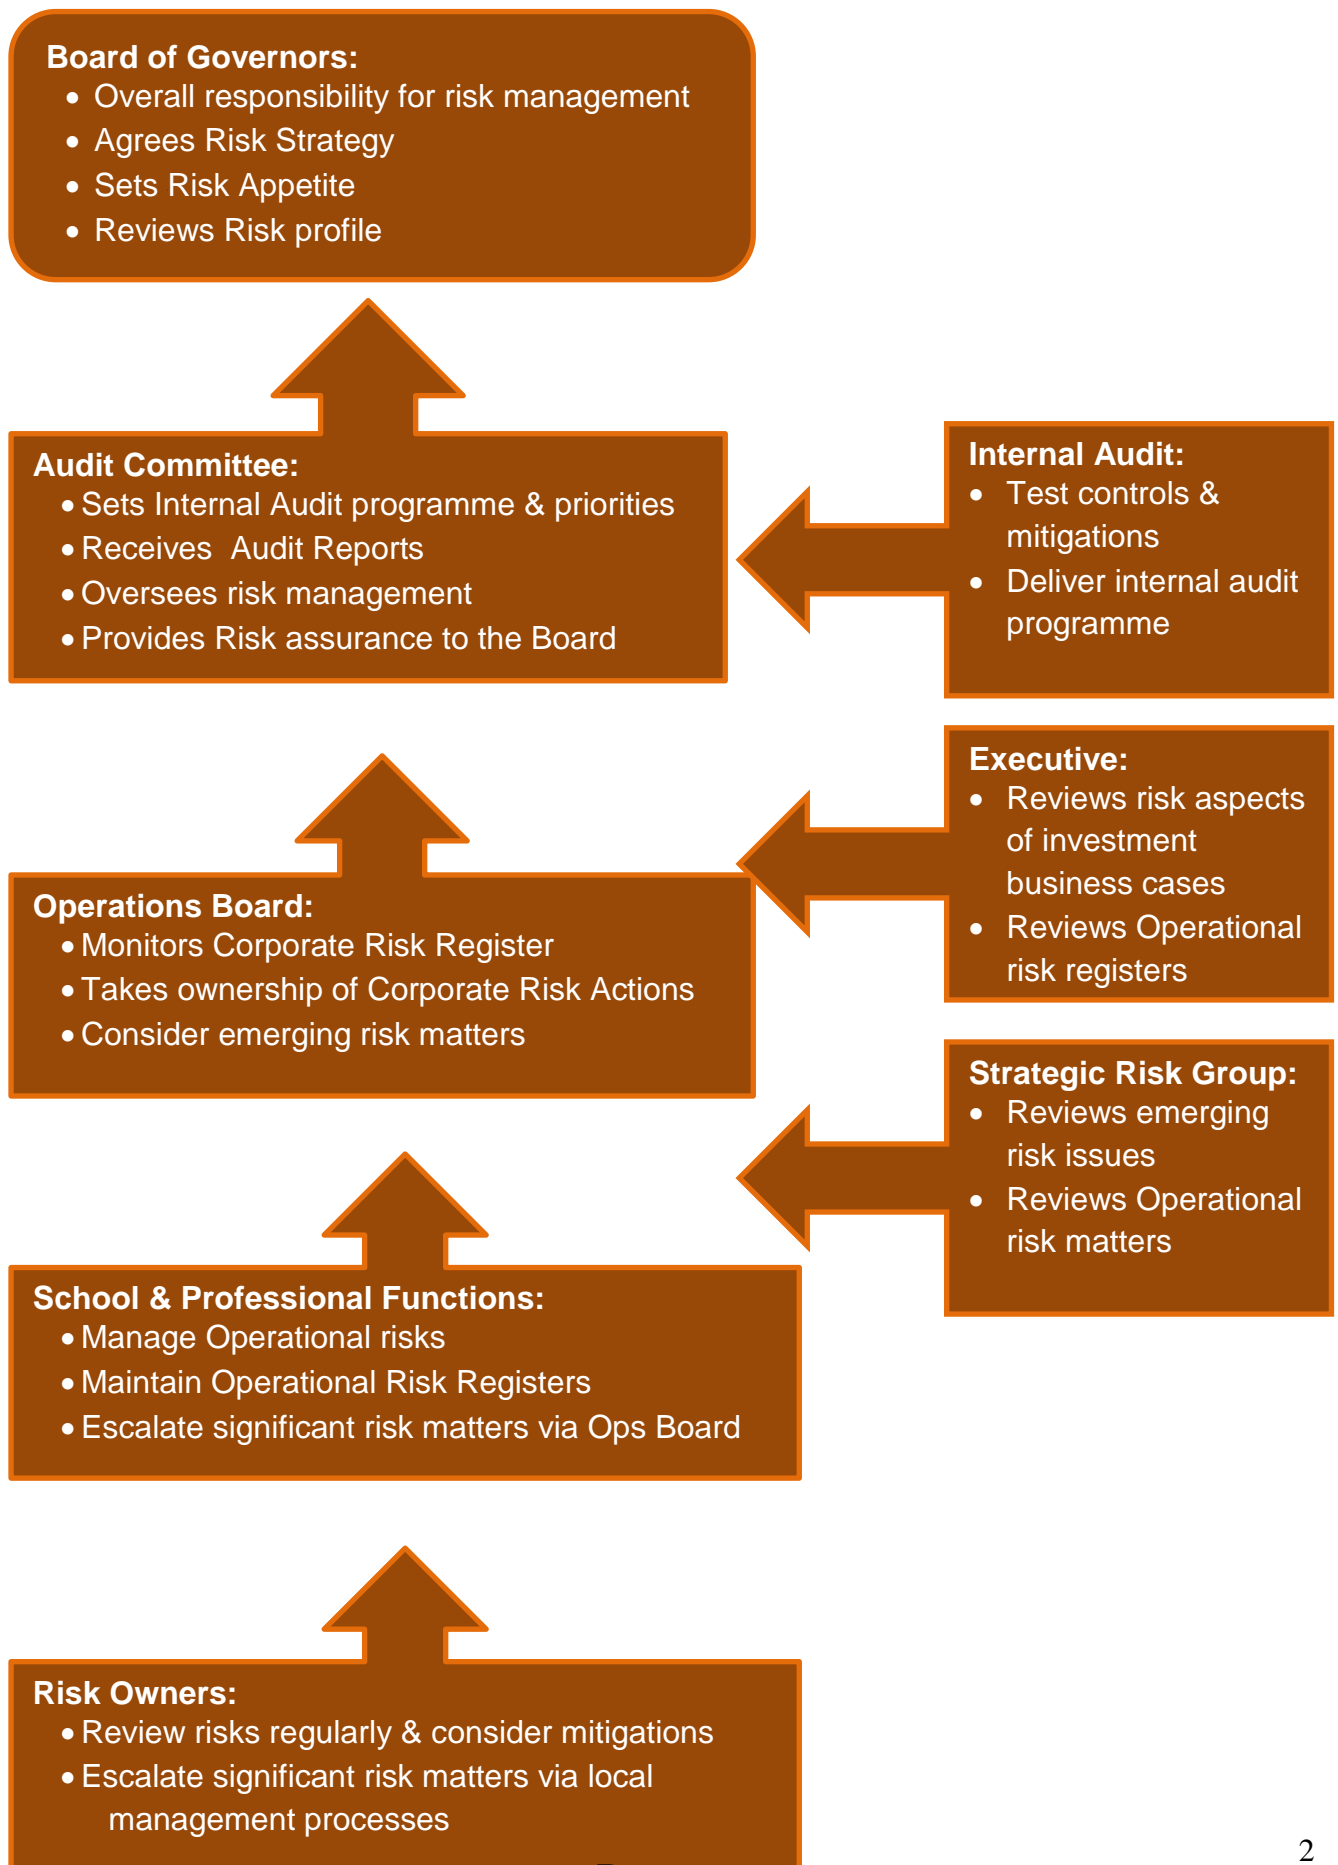 Board of Governors:
• Overall responsibility for risk management
• Agrees Risk Strategy
• Sets Risk Appetite
• Reviews Risk profile
Audit Committee:
• Sets Internal Audit programme & priorities
• Receives  Audit Reports
• Oversees risk management
• Provides Risk assurance to the Board
Internal Audit:
• Test controls &
mitigations
• Deliver internal audit
programme
Executive:
• Reviews risk aspects
of investment
business cases
• Reviews Operational
risk registers
Operations Board:
• Monitors Corporate Risk Register
• Takes ownership of Corporate Risk Actions
• Consider emerging risk matters
Strategic Risk Group:
• Reviews emerging
risk issues
• Reviews Operational
risk matters
School & Professional Functions:
• Manage Operational risks
• Maintain Operational Risk Registers
• Escalate significant risk matters via Ops Board
Risk Owners:
• Review risks regularly & consider mitigations
• Escalate significant risk matters via local
management processes
2